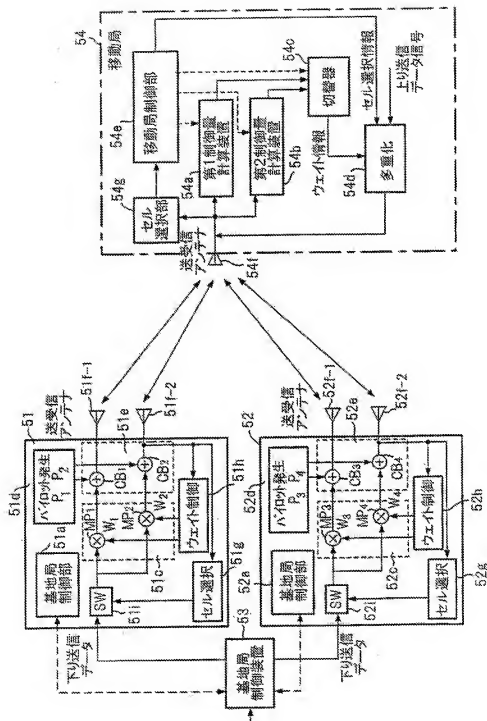 51
パイロット発生
P1 P2
51d
51a
基地局
制御部
51i
SW
MP1
W1
MP2
W2
CB1
CB2
51c
51e
ウェイト制御
51h
セル選択
51g
送受信
アンテナ
51f-1
51f-2
下り送信
データ
53
基地局
制御装置
下り送信
データ
52
パイロット発生
P3 P4
52d
52a
基地局
制御部
52i
SW
MP3
W3
MP4
W4
CB3
CB4
52c
52e
ウェイト制御
52h
セル選択
52g
送受信
アンテナ
52f-1
52f-2
54
移動局
54e
移動局制御部
54g
セル
選択部
54a
第1制御量
計算装置
54b
第2制御量
計算装置
54c
切替器
ウェイト情報
54d
多重化
セル選択情報
上り送信
データ信号
送受信
アンテナ
54f